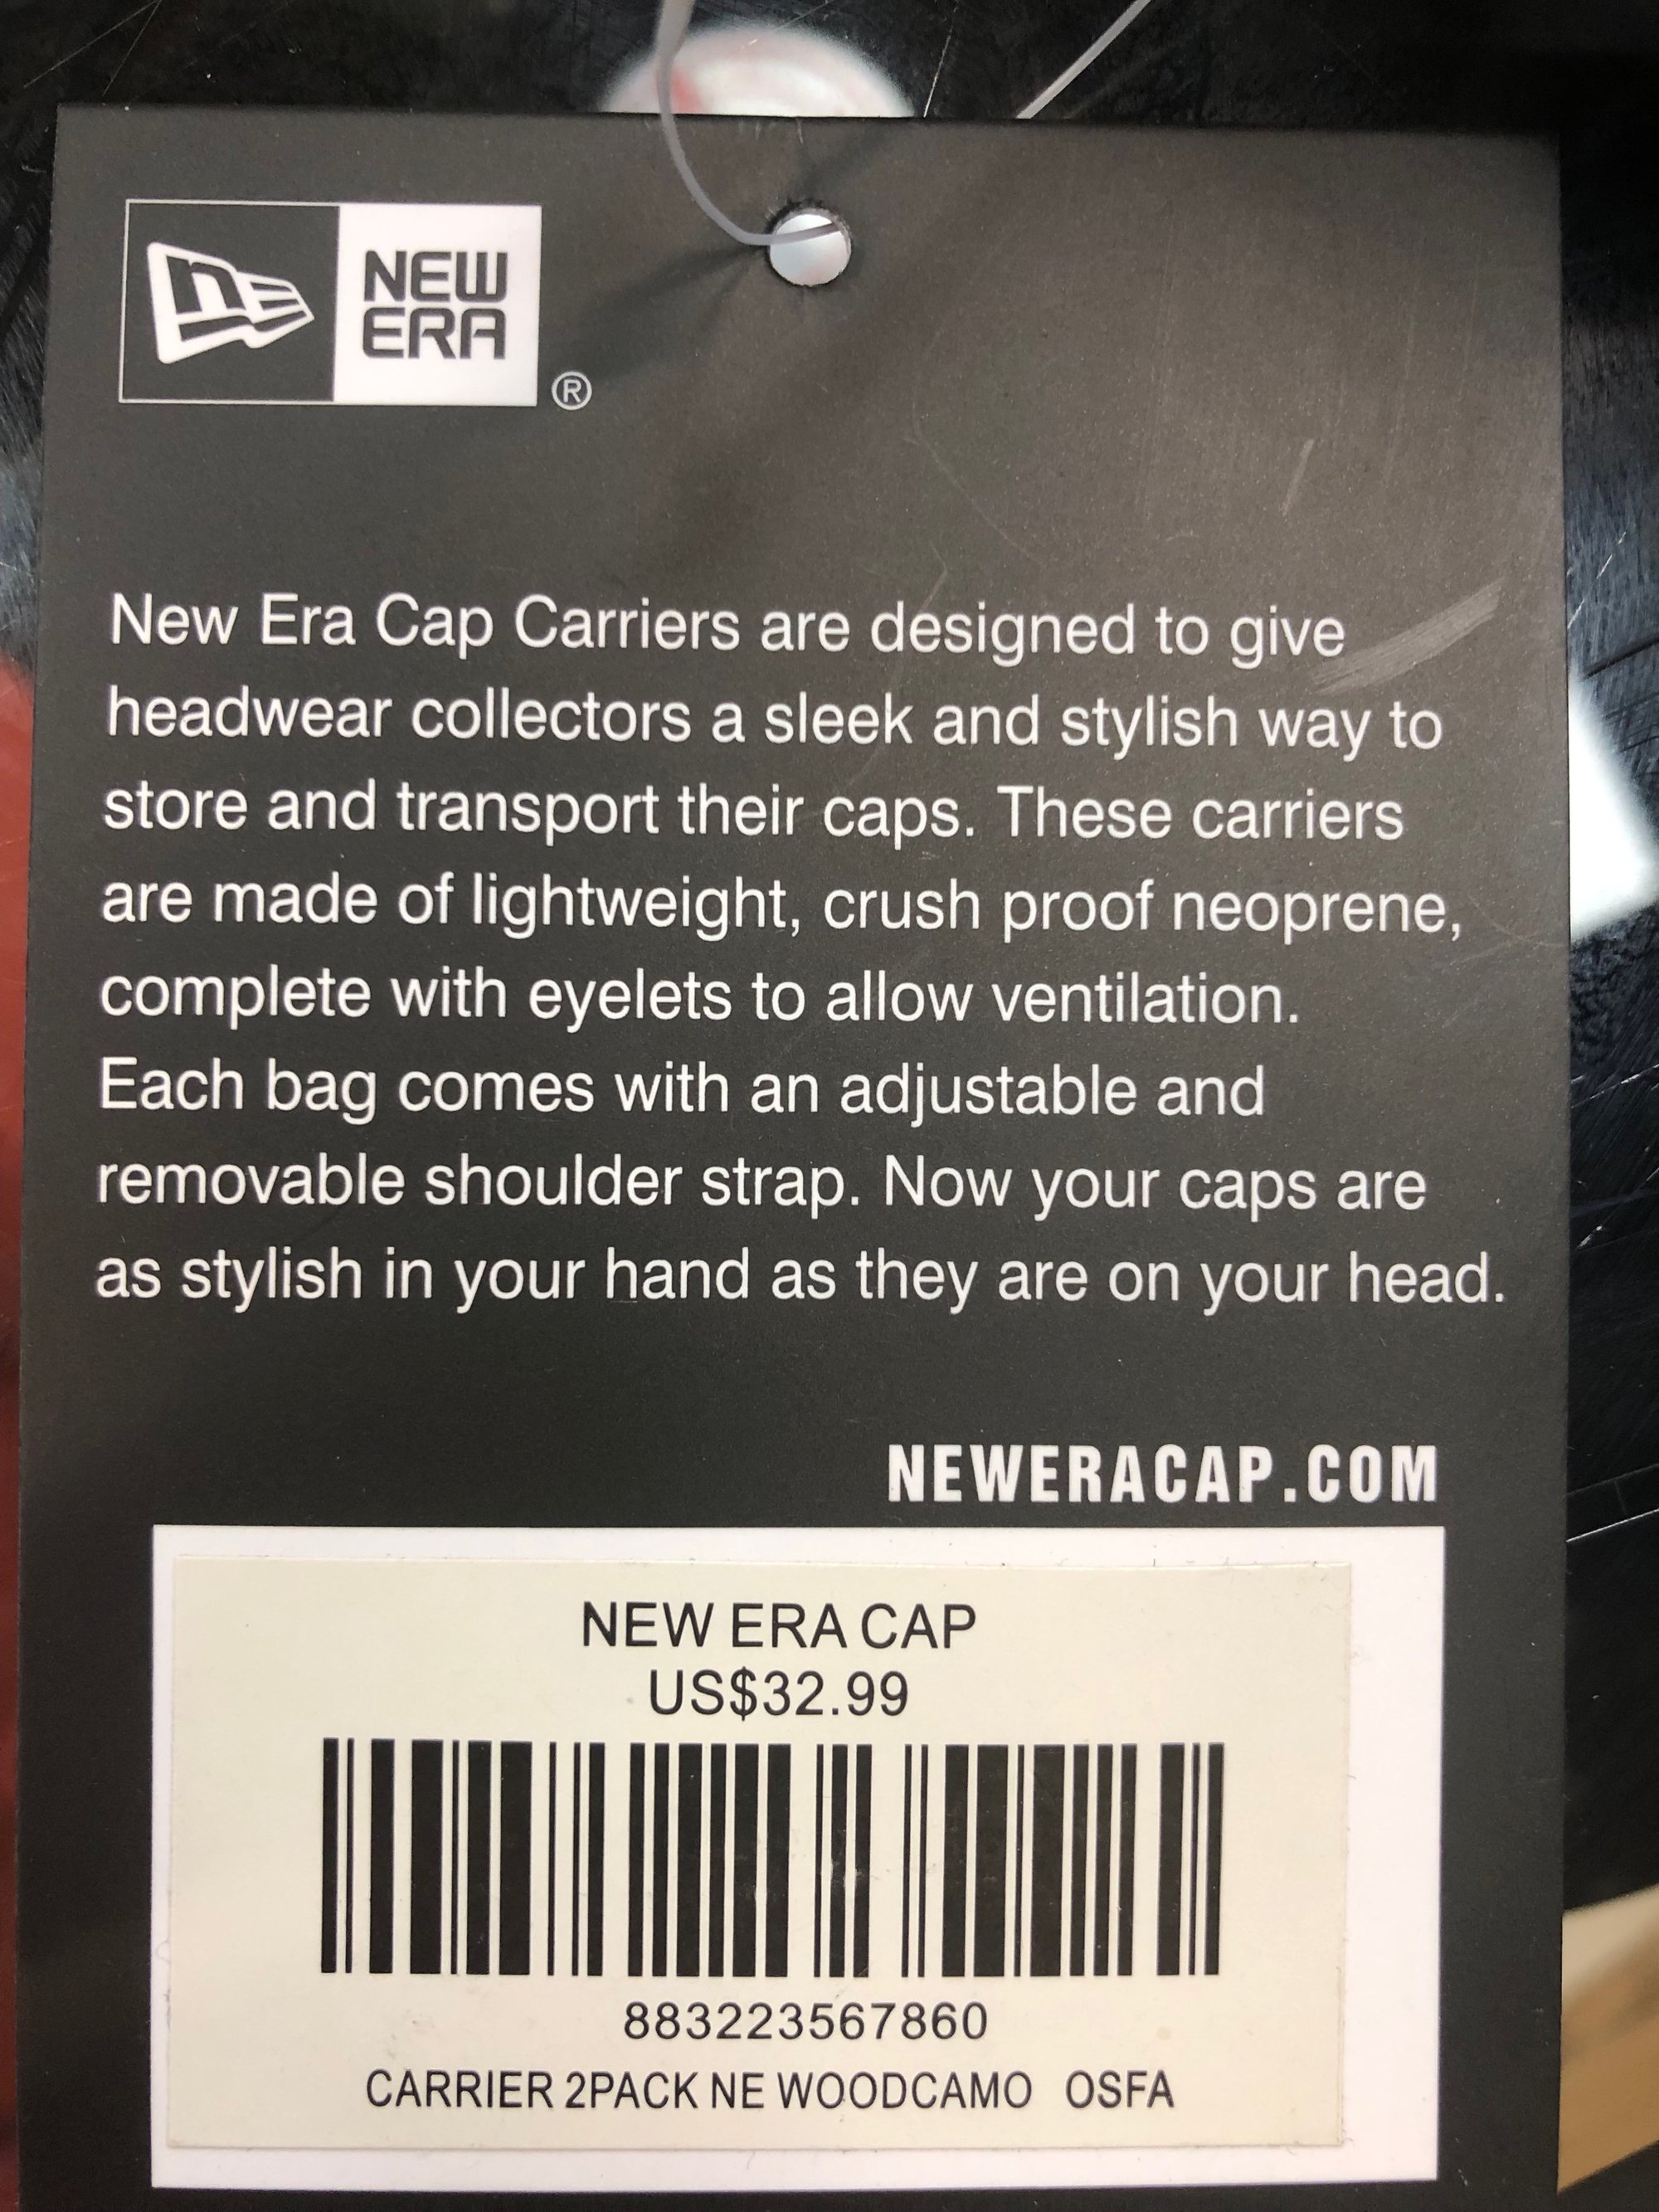 NEW
ERA
®
New Era Cap Carriers are designed to give
headwear collectors a sleek and stylish way to
store and transport their caps. These carriers
are made of lightweight, crush proof neoprene,
complete with eyelets to allow ventilation.
Each bag comes with an adjustable and
removable shoulder strap. Now your caps are
as stylish in your hand as they are on your head.
NEWERACAP.COM
NEW ERA CAP
US$32.99
883223567860
CARRIER 2PACK NE WOODCAMO OSFA